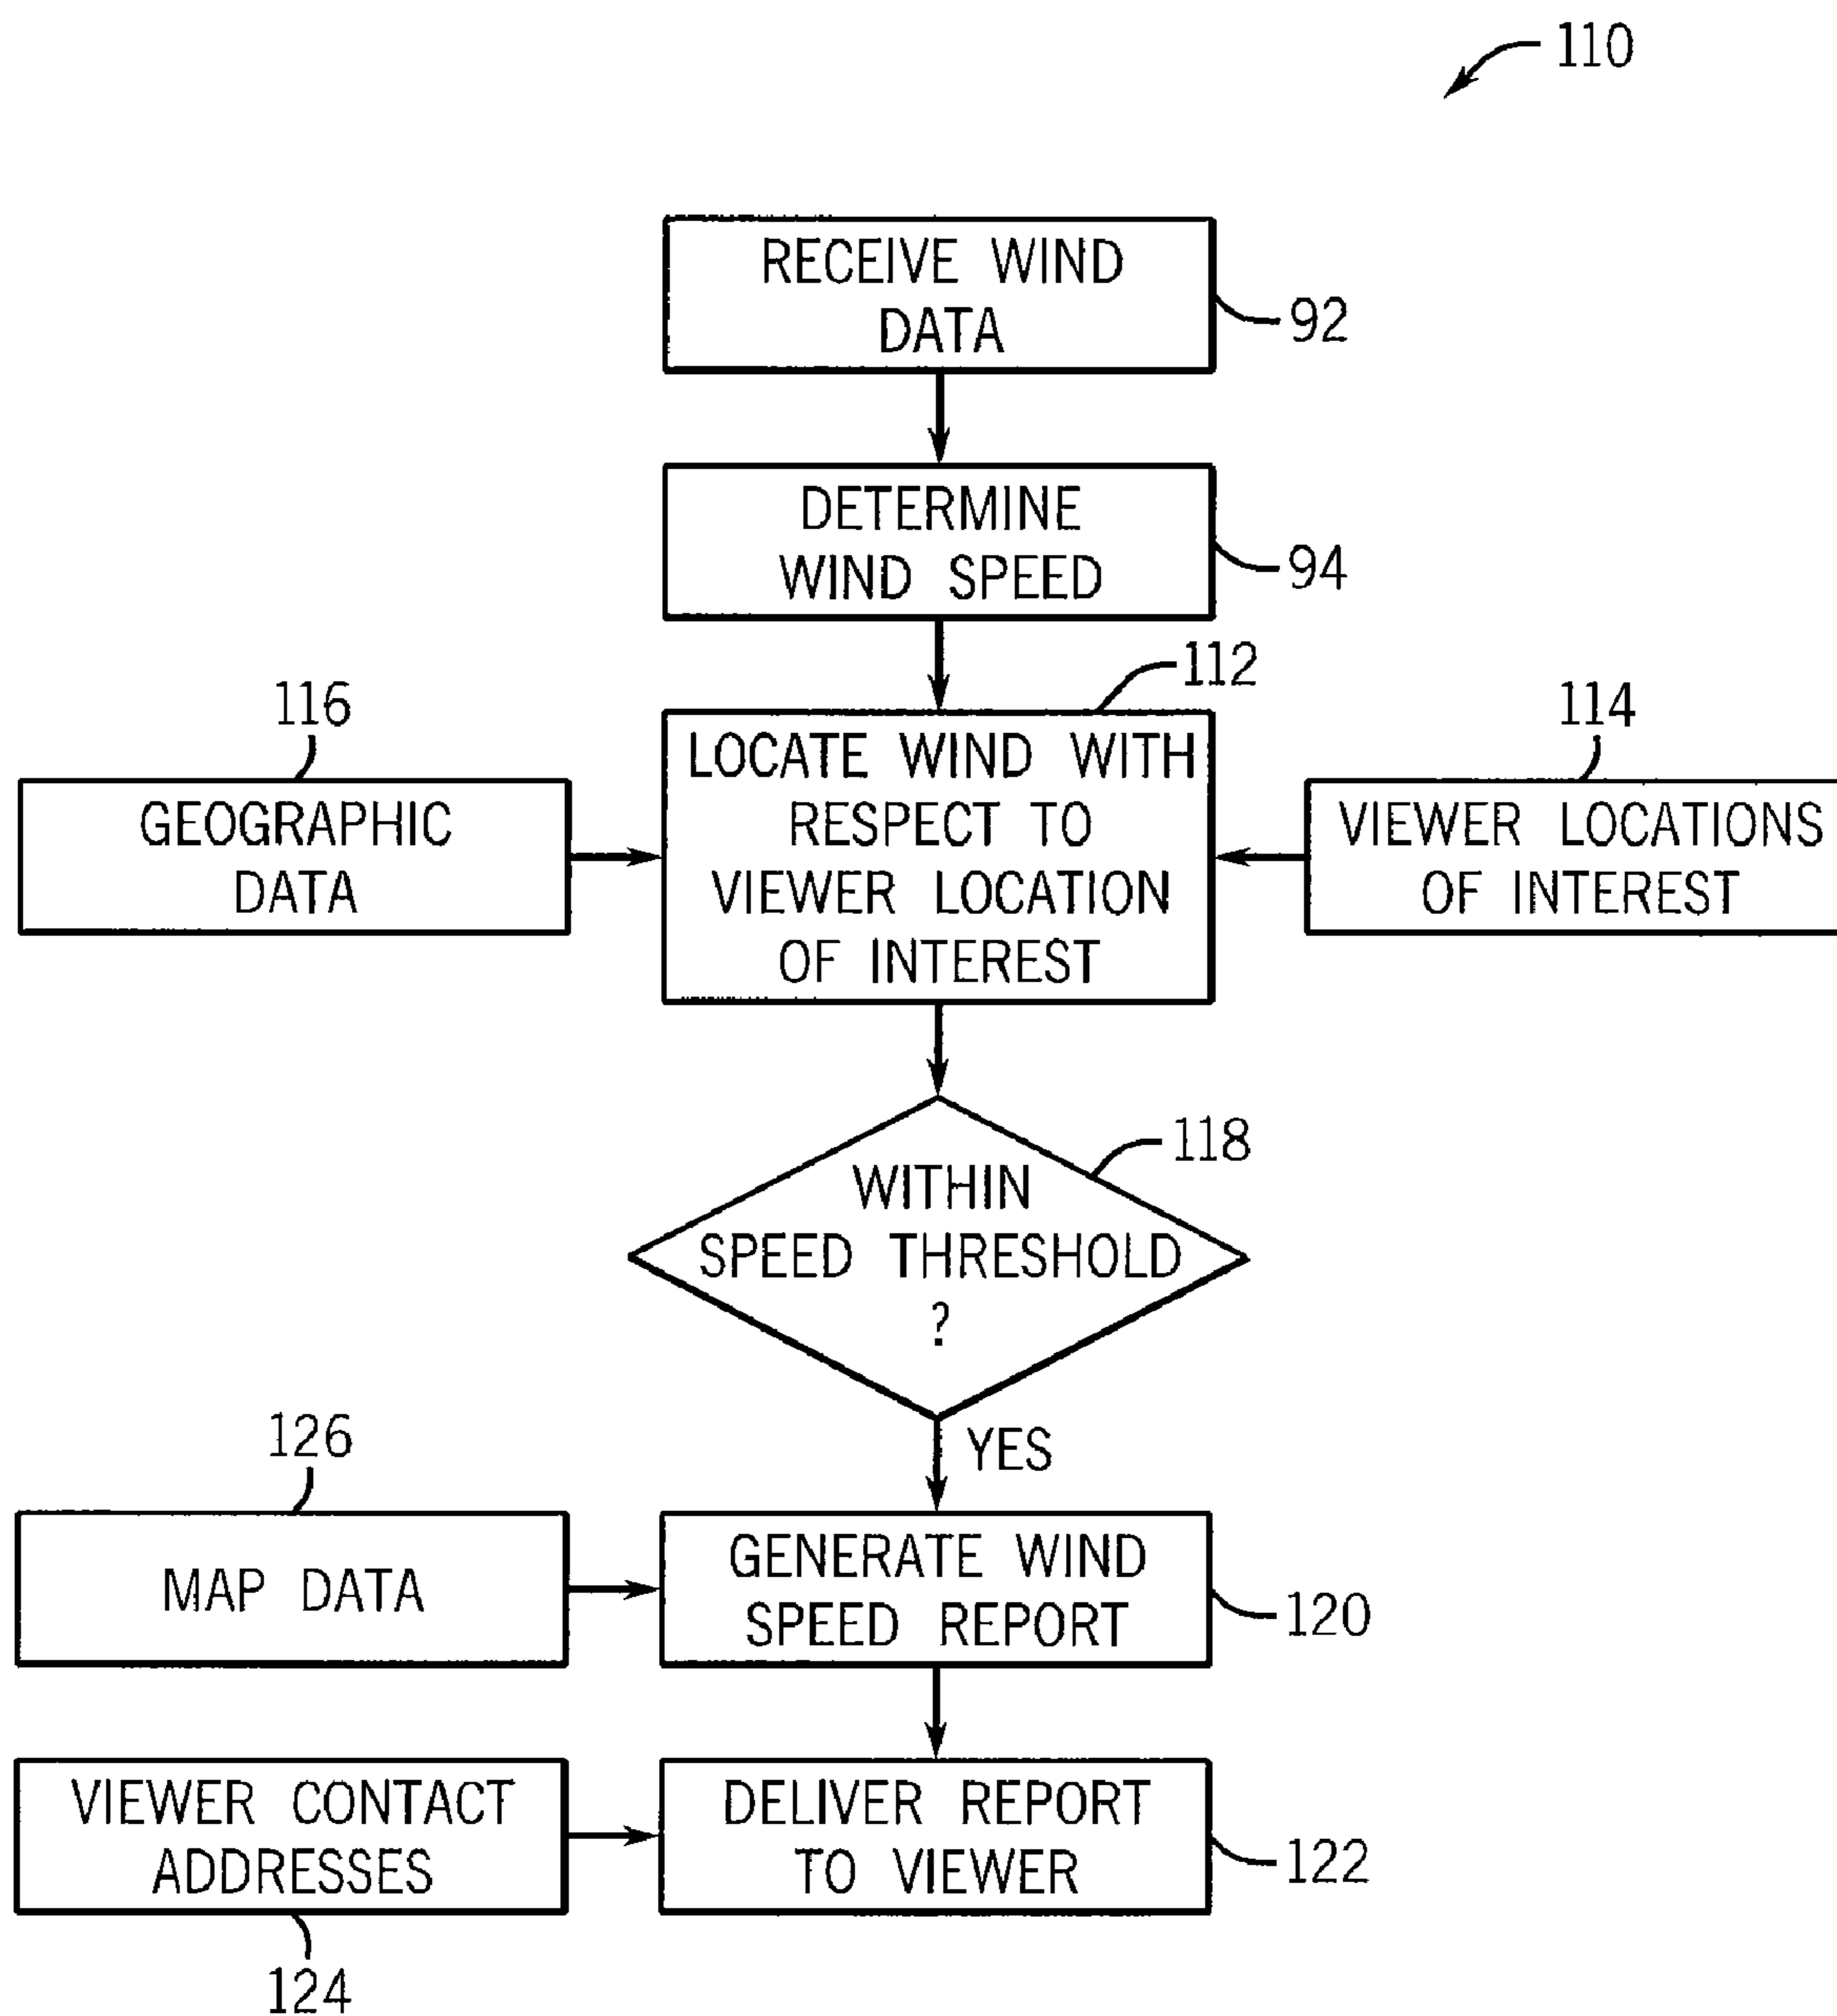 110
RECEIVE WIND
DATA
92
DETERMINE
WIND SPEED
94
112
116
114
LOCATE WIND WITH
RESPECT TO
VIEWER LOCATION
OF INTEREST
GEOGRAPHIC
DATA
VIEWER LOCATIONS
OF INTEREST
118
WITHIN
SPEED THRESHOLD
?
YES
126
MAP DATA
GENERATE WIND
SPEED REPORT
120
VIEWER CONTACT
ADDRESSES
DELIVER REPORT
TO VIEWER
122
124